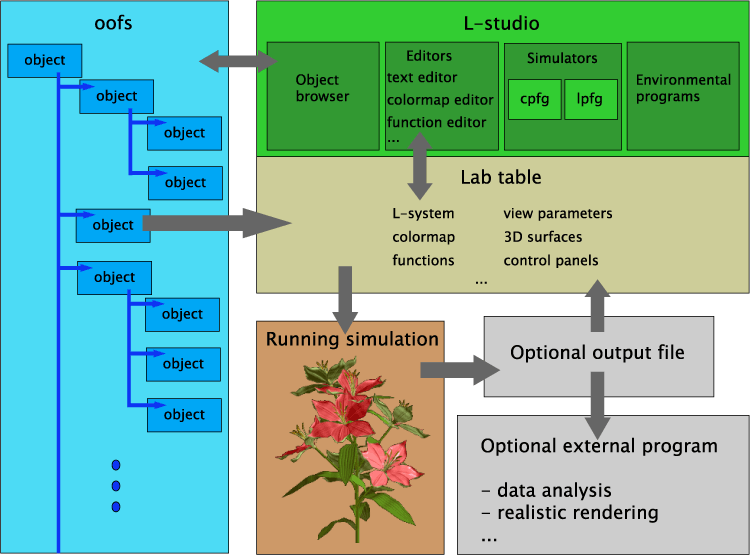 oofs
object
object
object
object
object
object
object
object
object
L-studio
Object
browser
Editors
text editor
colormap editor
function editor
...
Simulators
cpfg
lpfg
Environmental
programs
Lab table
L-system
colormap
functions
view parameters
3D surfaces
control panels
...
Running simulation
Optional output file
Optional external program
- data analysis
- realistic rendering
...